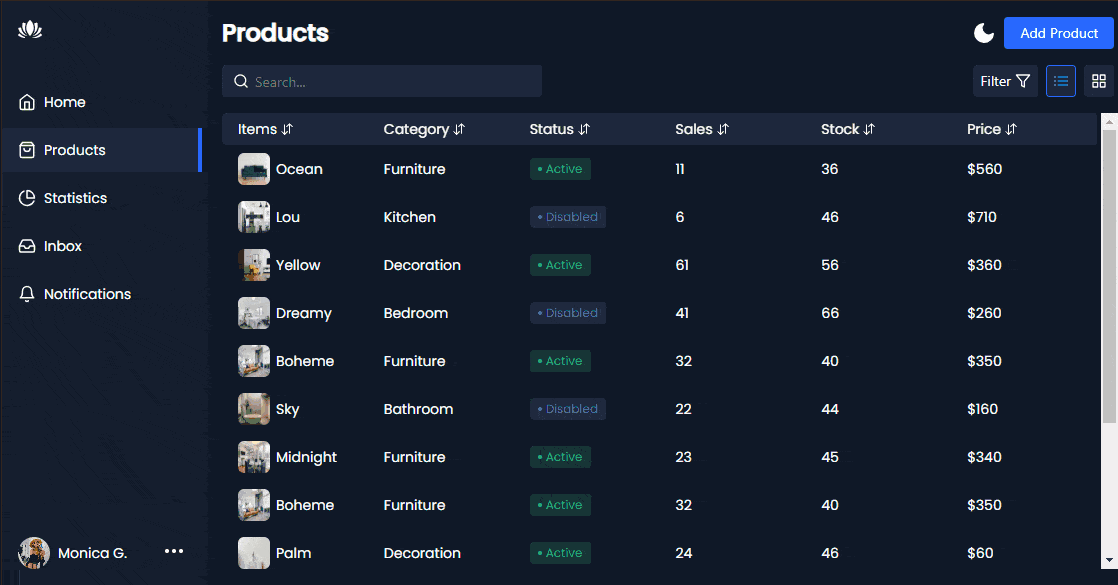 Products
Add Product
Search...
Filter
Home
Products
Statistics
Inbox
Notifications
Monica G.
Items Category Status Sales Stock Price
Ocean Furniture • Active 11 36 $560
Lou Kitchen • Disabled 6 46 $710
Yellow Decoration • Active 61 56 $360
Dreamy Bedroom • Disabled 41 66 $260
Boheme Furniture • Active 32 40 $350
Sky Bathroom • Disabled 22 44 $160
Midnight Furniture • Active 23 45 $340
Boheme Furniture • Active 32 40 $350
Palm Decoration • Active 24 46 $60